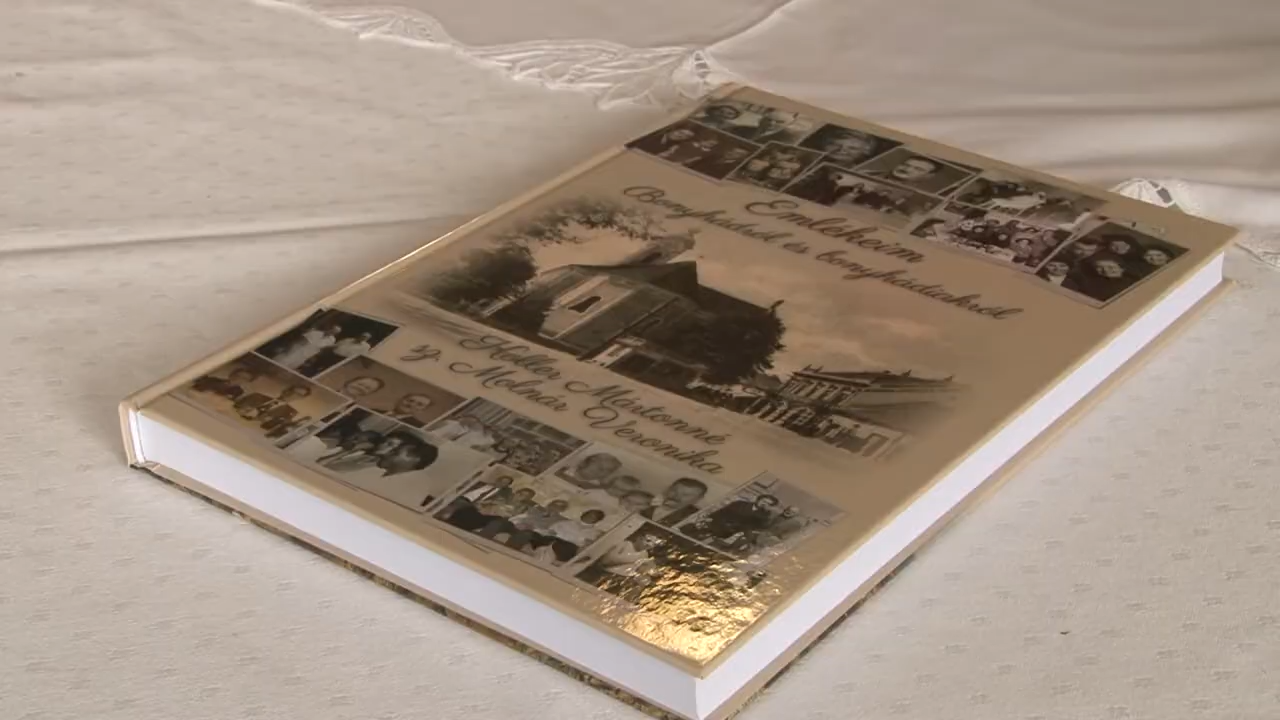 Emlékeim
Bonyhádról és bonyhádiakról
Heller Mártonné
sz. Molnár Veronika